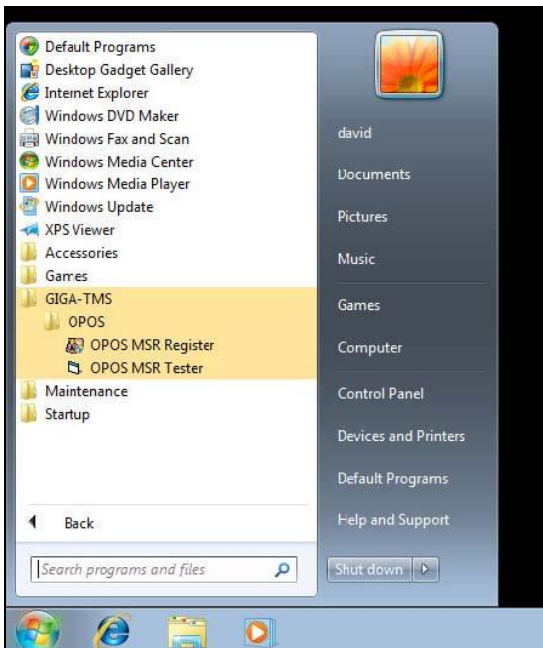 Default Programs
Desktop Gadget Gallery
Internet Explorer
Windows DVD Maker
Windows Fax and Scan
Windows Media Center
Windows Media Player
Windows Update
XPS Viewer
Accessories
Games
GIGA-TMS
OPOS
OPOS MSR Register
OPOS MSR Tester
Maintenance
Startup
Back
Search programs and files
david
Documents
Pictures
Music
Games
Computer
Control Panel
Devices and Printers
Default Programs
Help and Support
Shut down